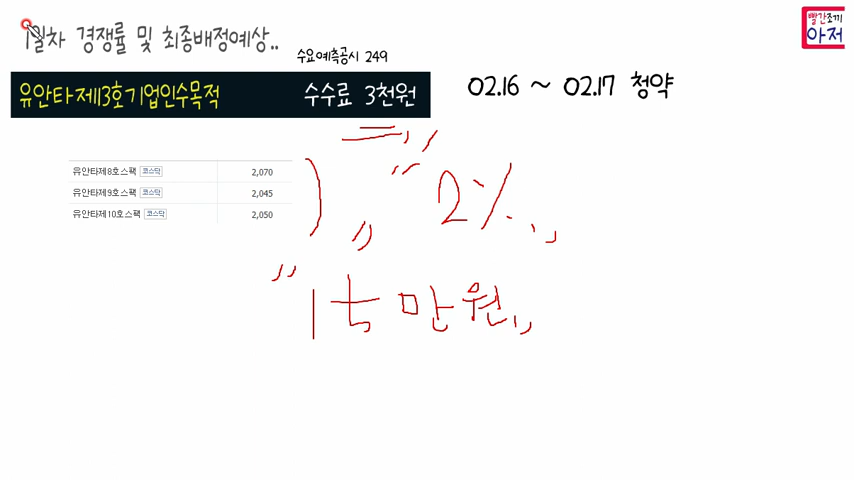 1일차 경쟁률 및 최종배정예상..
빨간조끼
아저
수요예측공시 249
유안타제13호기업인수목적 수수료 3천원
02.16 ~ 02.17 청약
유안타제8호스팩 코스닥 2,070
유안타제9호스팩 코스닥 2,045
유안타제10호스팩 코스닥 2,050
" 2%..,,
" 15 만원,,